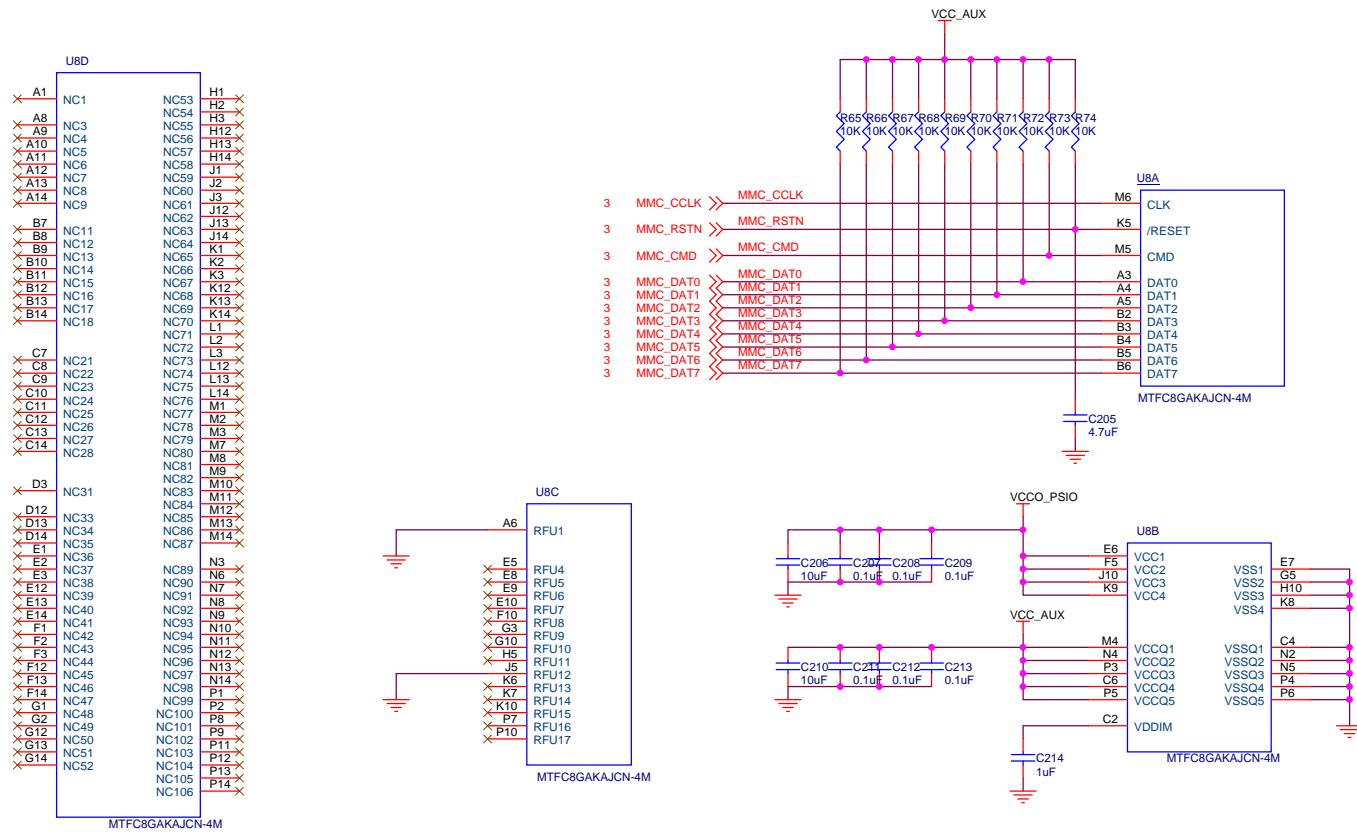 U8D
A1 NC1
A8 NC3
A9 NC4
A10 NC5
A11 NC6
A12 NC7
A13 NC8
A14 NC9
B7 NC11
B8 NC12
B9 NC13
B10 NC14
B11 NC15
B12 NC16
B13 NC17
B14 NC18
C7 NC21
C8 NC22
C9 NC23
C10 NC24
C11 NC25
C12 NC26
C13 NC27
C14 NC28
D3 NC31
D12 NC33
D13 NC34
D14 NC35
E1 NC36
E2 NC37
E3 NC38
E12 NC39
E13 NC40
E14 NC41
F1 NC42
F2 NC43
F3 NC44
F12 NC45
F13 NC46
F14 NC47
G1 NC48
G2 NC49
G12 NC50
G13 NC51
G14 NC52
NC53 H1
NC54 H2
NC55 H3
NC56 H12
NC57 H13
NC58 H14
NC59 J1
NC60 J2
NC61 J3
NC62 J12
NC63 J13
NC64 J14
NC65 K1
NC66 K2
NC67 K3
NC68 K12
NC69 K13
NC70 K14
NC71 L1
NC72 L2
NC73 L3
NC74 L12
NC75 L13
NC76 L14
NC77 M1
NC78 M2
NC79 M3
NC80 M7
NC81 M8
NC82 M9
NC83 M10
NC84 M11
NC85 M12
NC86 M13
NC87 M14
NC89 N3
NC90 N6
NC91 N7
NC92 N8
NC93 N9
NC94 N10
NC95 N11
NC96 N12
NC97 N13
NC98 N14
NC99 P1
NC100 P2
NC101 P8
NC102 P9
NC103 P11
NC104 P12
NC105 P13
NC106 P14
MTFC8GAKAJCN-4M
VCC_AUX
R65 R66 R67 R68 R69 R70 R71 R72 R73 R74
10K 10K 10K 10K 10K 10K 10K 10K 10K 10K
U8A
3 MMC_CCLK MMC_CCLK M6 CLK
3 MMC_RSTN MMC_RSTN K5 /RESET
3 MMC_CMD MMC_CMD M5 CMD
3 MMC_DAT0 MMC_DAT0 A3 DAT0
3 MMC_DAT1 MMC_DAT1 A4 DAT1
3 MMC_DAT2 MMC_DAT2 A5 DAT2
3 MMC_DAT3 MMC_DAT3 B2 DAT3
3 MMC_DAT4 MMC_DAT4 B3 DAT4
3 MMC_DAT5 MMC_DAT5 B4 DAT5
3 MMC_DAT6 MMC_DAT6 B5 DAT6
3 MMC_DAT7 MMC_DAT7 B6 DAT7
MTFC8GAKAJCN-4M
C205
4.7uF
U8C
A6 RFU1
E5 RFU4
E8 RFU5
E9 RFU6
E10 RFU7
F10 RFU8
G3 RFU9
G10 RFU10
H5 RFU11
J5 RFU12
K6 RFU13
K7 RFU14
K10 RFU15
P7 RFU16
P10 RFU17
MTFC8GAKAJCN-4M
VCCO_PSIO
C206 C207 C208 C209
10uF 0.1uF 0.1uF 0.1uF
VCC_AUX
C210 C211 C212 C213
10uF 0.1uF 0.1uF 0.1uF
C214
1uF
U8B
E6 VCC1
F5 VCC2
J10 VCC3
K9 VCC4
M4 VCCQ1
N4 VCCQ2
P3 VCCQ3
C6 VCCQ4
P5 VCCQ5
C2 VDDIM
VSS1 E7
VSS2 G5
VSS3 H10
VSS4 K8
VSSQ1 C4
VSSQ2 N2
VSSQ3 N5
VSSQ4 P4
VSSQ5 P6
MTFC8GAKAJCN-4M